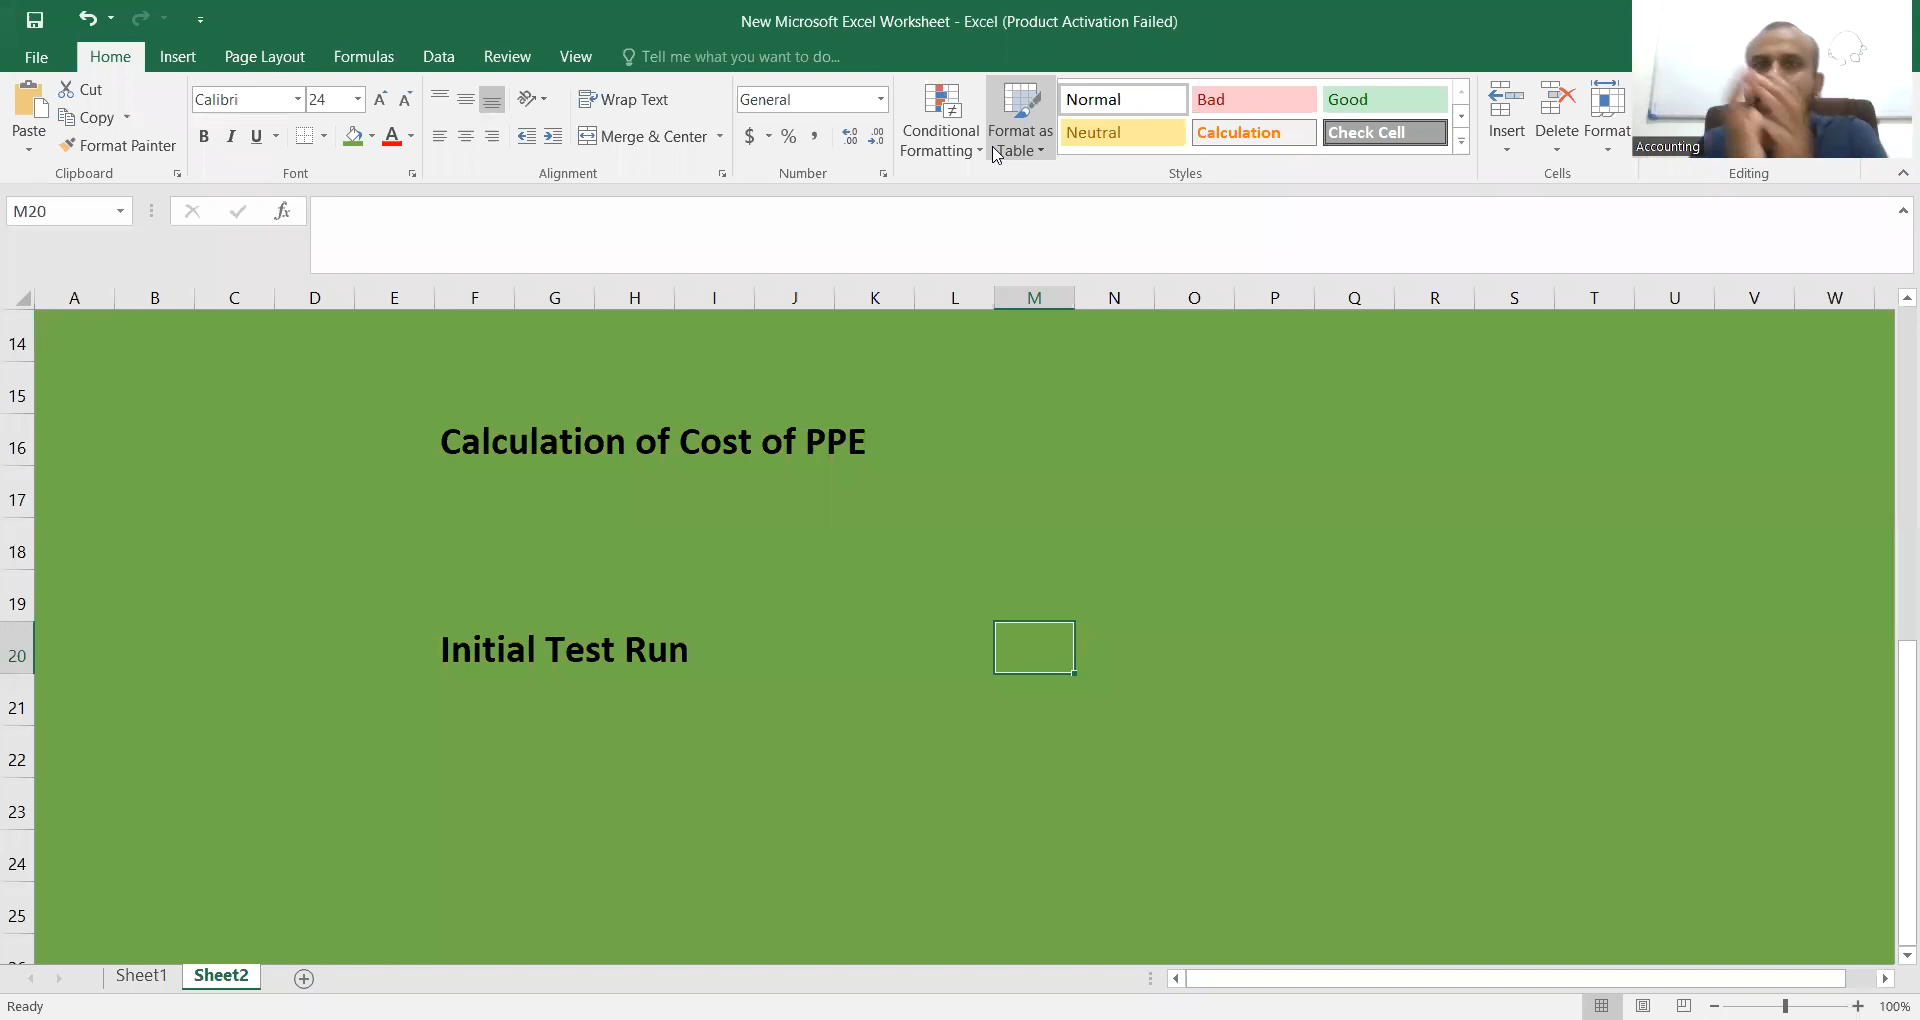 New Microsoft Excel Worksheet - Excel (Product Activation Failed)
File Home Insert Page Layout Formulas Data Review View Tell me what you want to do...
Paste
Cut
Copy
Format Painter
Clipboard
Calibri 24
B I U A
Font
Wrap Text
Merge & Center
Alignment
General
$ % ,
Number
Conditional
Formatting
Format as
Table
Normal Bad Good
Neutral Calculation Check Cell
Styles
Insert Delete Format
Cells
Editing
Accounting
M20 fx
A B C D E F G H I J K L M N O P Q R S T U V W
14
15
16 Calculation of Cost of PPE
17
18
19
20 Initial Test Run
21
22
23
24
25
Sheet1 Sheet2
Ready 100%